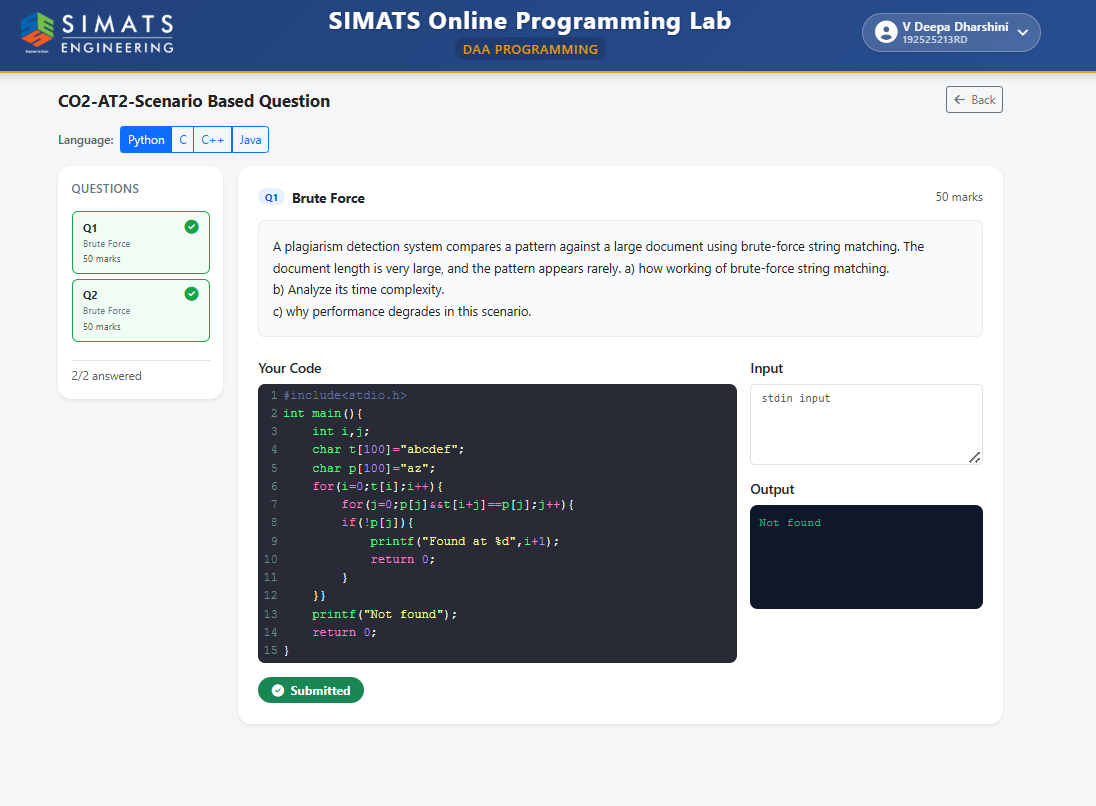 SIMATS
ENGINEERING
SIMATS Online Programming Lab
DAA PROGRAMMING
V Deepa Dharshini
192525213RD
CO2-AT2-Scenario Based Question
Back
Language: Python C C++ Java
QUESTIONS
Q1
Brute Force
50 marks
Q2
Brute Force
50 marks
2/2 answered
Q1 Brute Force
50 marks
A plagiarism detection system compares a pattern against a large document using brute-force string matching. The
document length is very large, and the pattern appears rarely. a) how working of brute-force string matching.
b) Analyze its time complexity.
c) why performance degrades in this scenario.
Your Code
1 #include<stdio.h>
2 int main(){
3     int i,j;
4     char t[100]="abcdef";
5     char p[100]="az";
6     for(i=0;t[i];i++){
7         for(j=0;p[j]&&t[i+j]==p[j];j++){
8         if(!p[j]){
9             printf("Found at %d",i+1);
10             return 0;
11         }
12     }}
13     printf("Not found");
14     return 0;
15 }
Submitted
Input
stdin input
Output
Not found